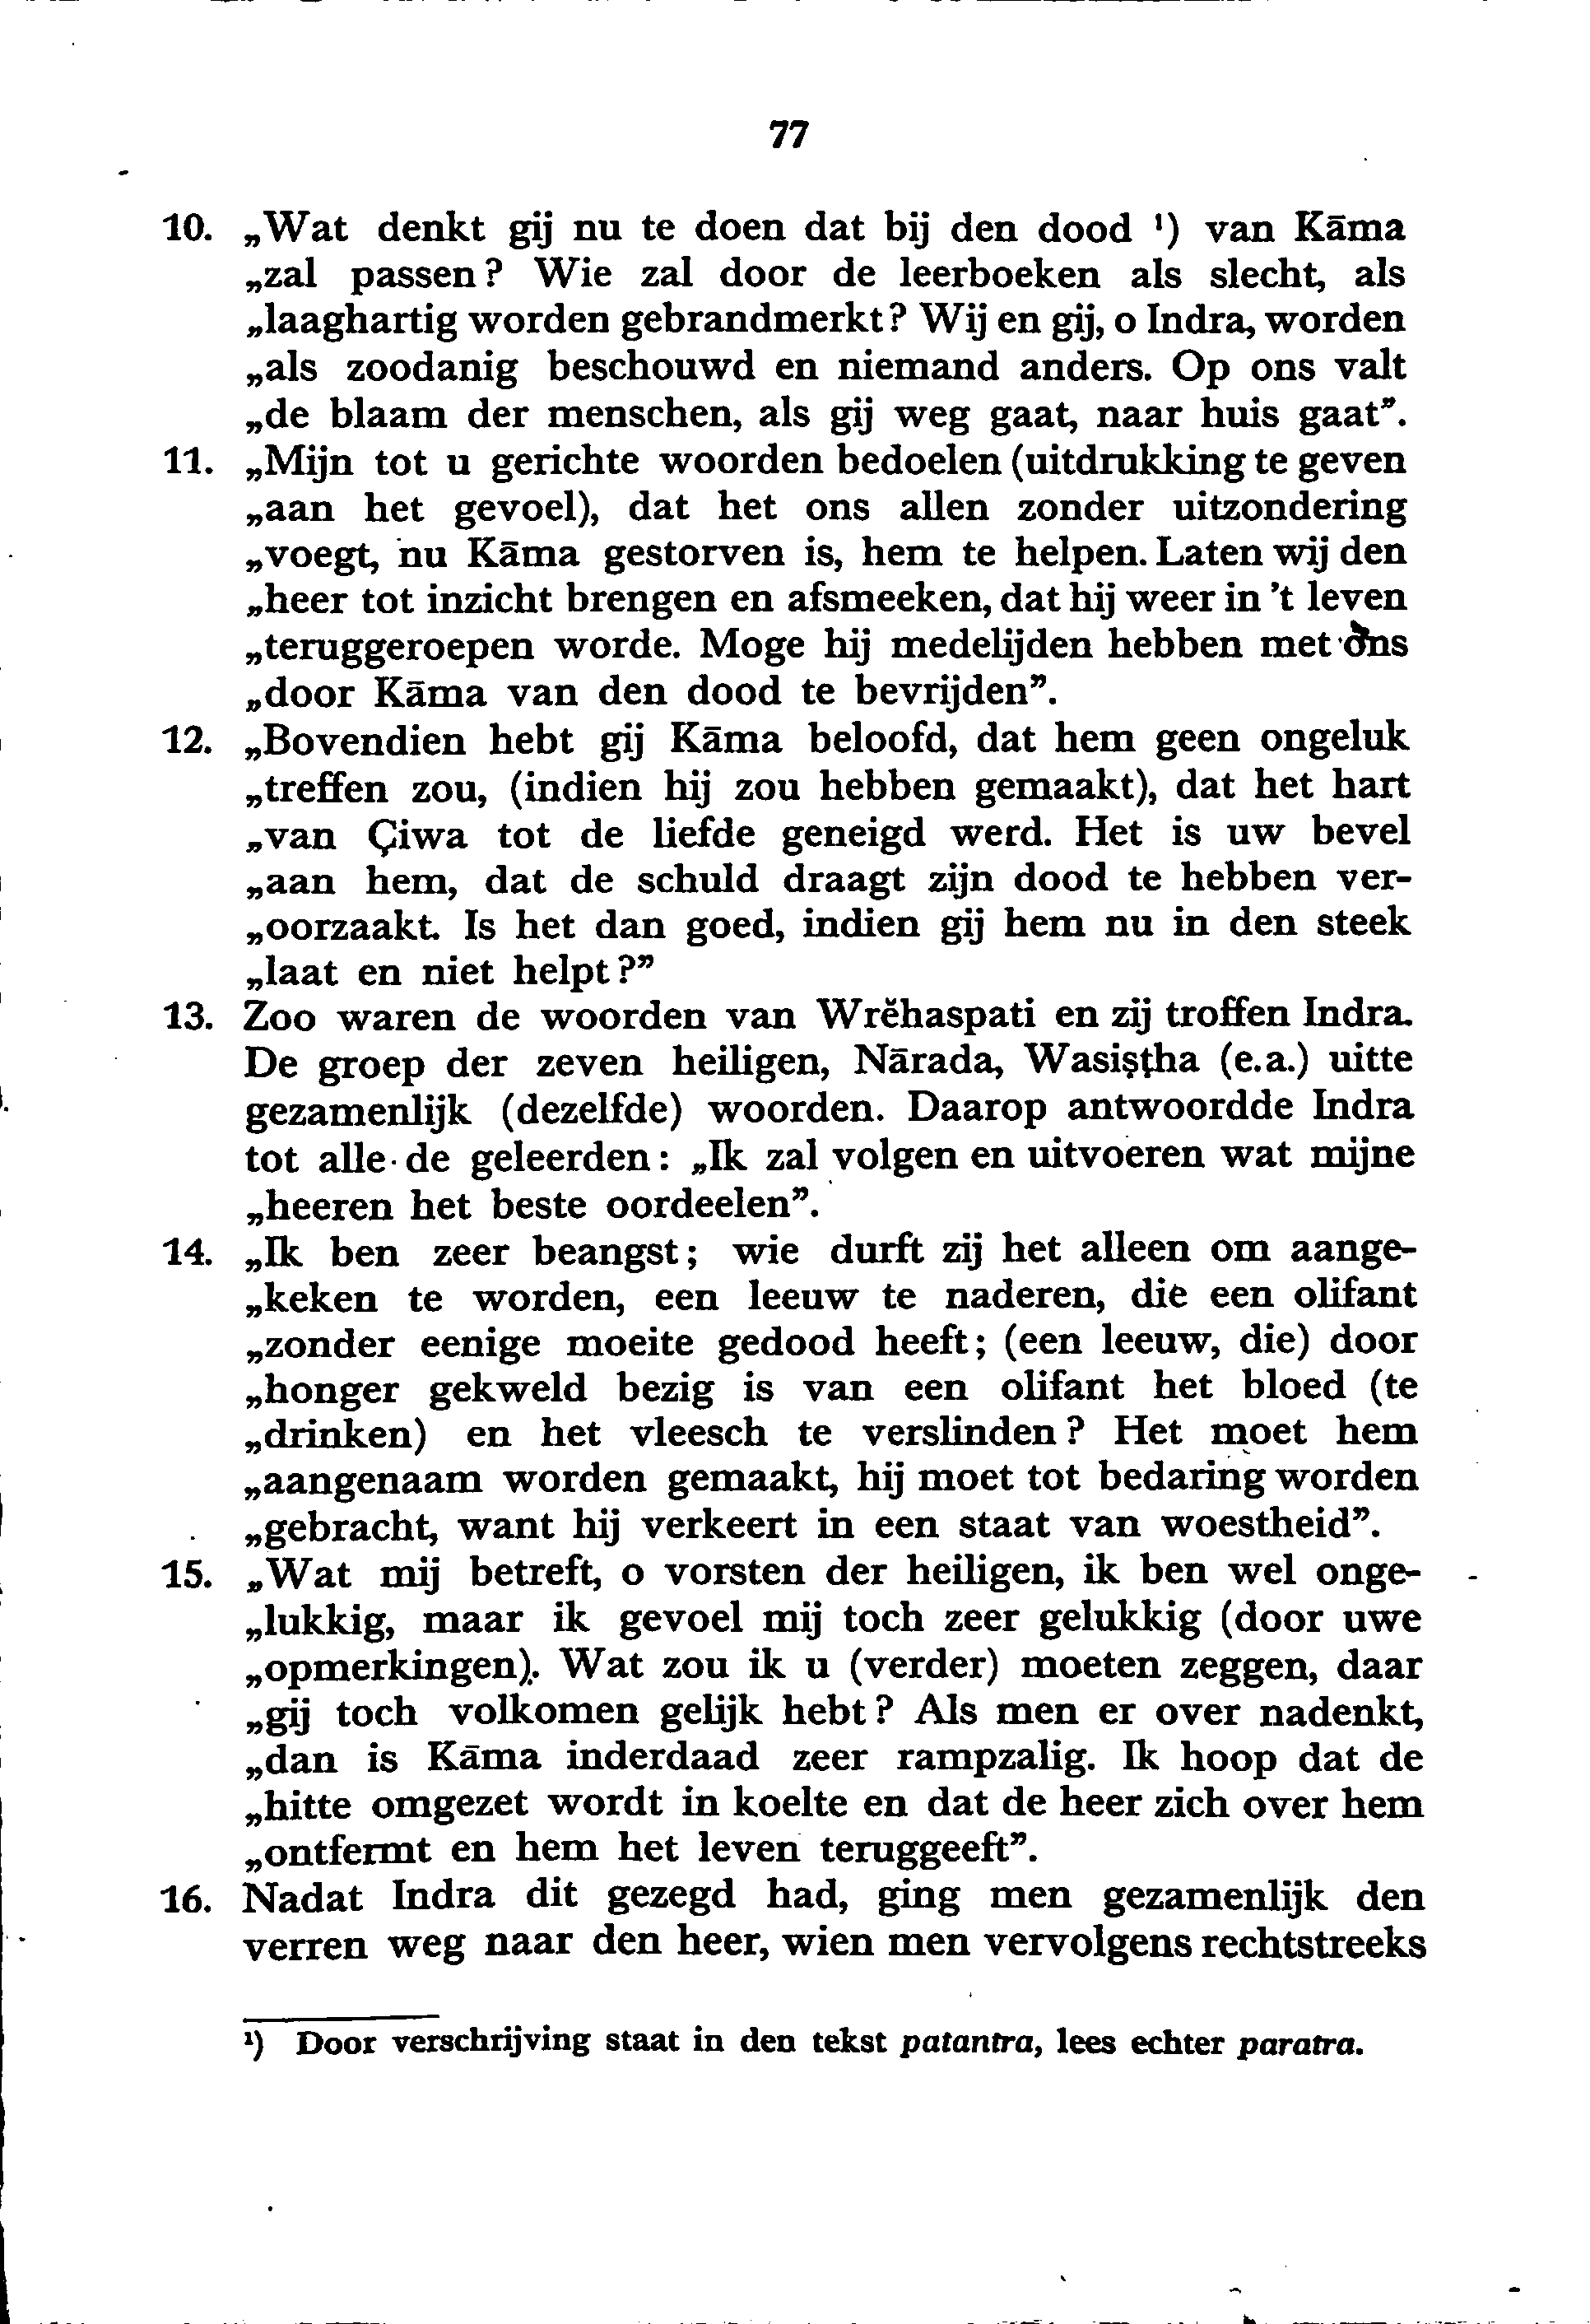 77
10. „Wat denkt gij nu te doen dat bij den dood ¹) van Kāma
„zal passen? Wie zal door de leerboeken als slecht, als
„laaghartig worden gebrandmerkt? Wij en gij, o Indra, worden
„als zoodanig beschouwd en niemand anders. Op ons valt
„de blaam der menschen, als gij weg gaat, naar huis gaat”.
11. „Mijn tot u gerichte woorden bedoelen (uitdrukking te geven
„aan het gevoel), dat het ons allen zonder uitzondering
„voegt, nu Kāma gestorven is, hem te helpen. Laten wij den
„heer tot inzicht brengen en afsmeeken, dat hij weer in 't leven
„teruggeroepen worde. Moge hij medelijden hebben met ons
„door Kāma van den dood te bevrijden”.
12. „Bovendien hebt gij Kāma beloofd, dat hem geen ongeluk
„treffen zou, (indien hij zou hebben gemaakt), dat het hart
„van Çiwa tot de liefde geneigd werd. Het is uw bevel
„aan hem, dat de schuld draagt zijn dood te hebben ver-
„oorzaakt. Is het dan goed, indien gij hem nu in den steek
„laat en niet helpt?”
13. Zoo waren de woorden van Wrĕhaspati en zij troffen Indra.
De groep der zeven heiligen, Nārada, Wasiṣṭha (e.a.) uitte
gezamenlijk (dezelfde) woorden. Daarop antwoordde Indra
tot alle de geleerden: „Ik zal volgen en uitvoeren wat mijne
„heeren het beste oordeelen”.
14. „Ik ben zeer beangst; wie durft zij het alleen om aange-
„keken te worden, een leeuw te naderen, die een olifant
„zonder eenige moeite gedood heeft; (een leeuw, die) door
„honger gekweld bezig is van een olifant het bloed (te
„drinken) en het vleesch te verslinden? Het moet hem
„aangenaam worden gemaakt, hij moet tot bedaring worden
„gebracht, want hij verkeert in een staat van woestheid”.
15. „Wat mij betreft, o vorsten der heiligen, ik ben wel onge-
„lukkig, maar ik gevoel mij toch zeer gelukkig (door uwe
„opmerkingen). Wat zou ik u (verder) moeten zeggen, daar
„gij toch volkomen gelijk hebt? Als men er over nadenkt,
„dan is Kāma inderdaad zeer rampzalig. Ik hoop dat de
„hitte omgezet wordt in koelte en dat de heer zich over hem
„ontfermt en hem het leven teruggeeft”.
16. Nadat Indra dit gezegd had, ging men gezamenlijk den
verren weg naar den heer, wien men vervolgens rechtstreeks
¹) Door verschrijving staat in den tekst patantra, lees echter paratra.